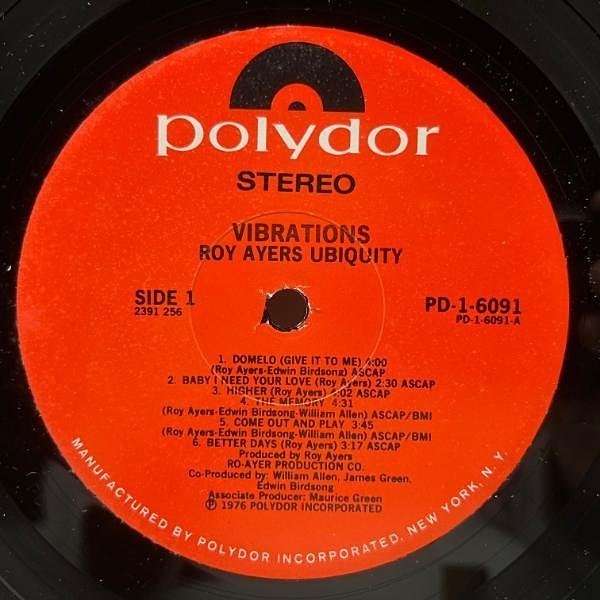 polydor
STEREO
VIBRATIONS
ROY AYERS UBIQUITY
SIDE 1
2391 256
PD-1-6091
PD-1-6091-A
1. DOMELO (GIVE IT TO ME) 4:00
(Roy Ayers-Edwin Birdsong) ASCAP
2. BABY I NEED YOUR LOVE (Roy Ayers) 2:30 ASCAP
3. HIGHER (Roy Ayers) 4:02 ASCAP
4. THE MEMORY 4:31
(Roy Ayers-Edwin Birdsong-William Allen) ASCAP/BMI
5. COME OUT AND PLAY 3:45
(Roy Ayers-Edwin Birdsong-William Allen) ASCAP/BMI
6. BETTER DAYS (Roy Ayers) 3:17 ASCAP
Produced by Roy Ayers
RO-AYER PRODUCTION CO.
Co-Produced by: William Allen, James Green,
Edwin Birdsong
Associate Producer: Maurice Green
℗ 1976 POLYDOR INCORPORATED
MANUFACTURED BY POLYDOR INCORPORATED, NEW YORK, N.Y.